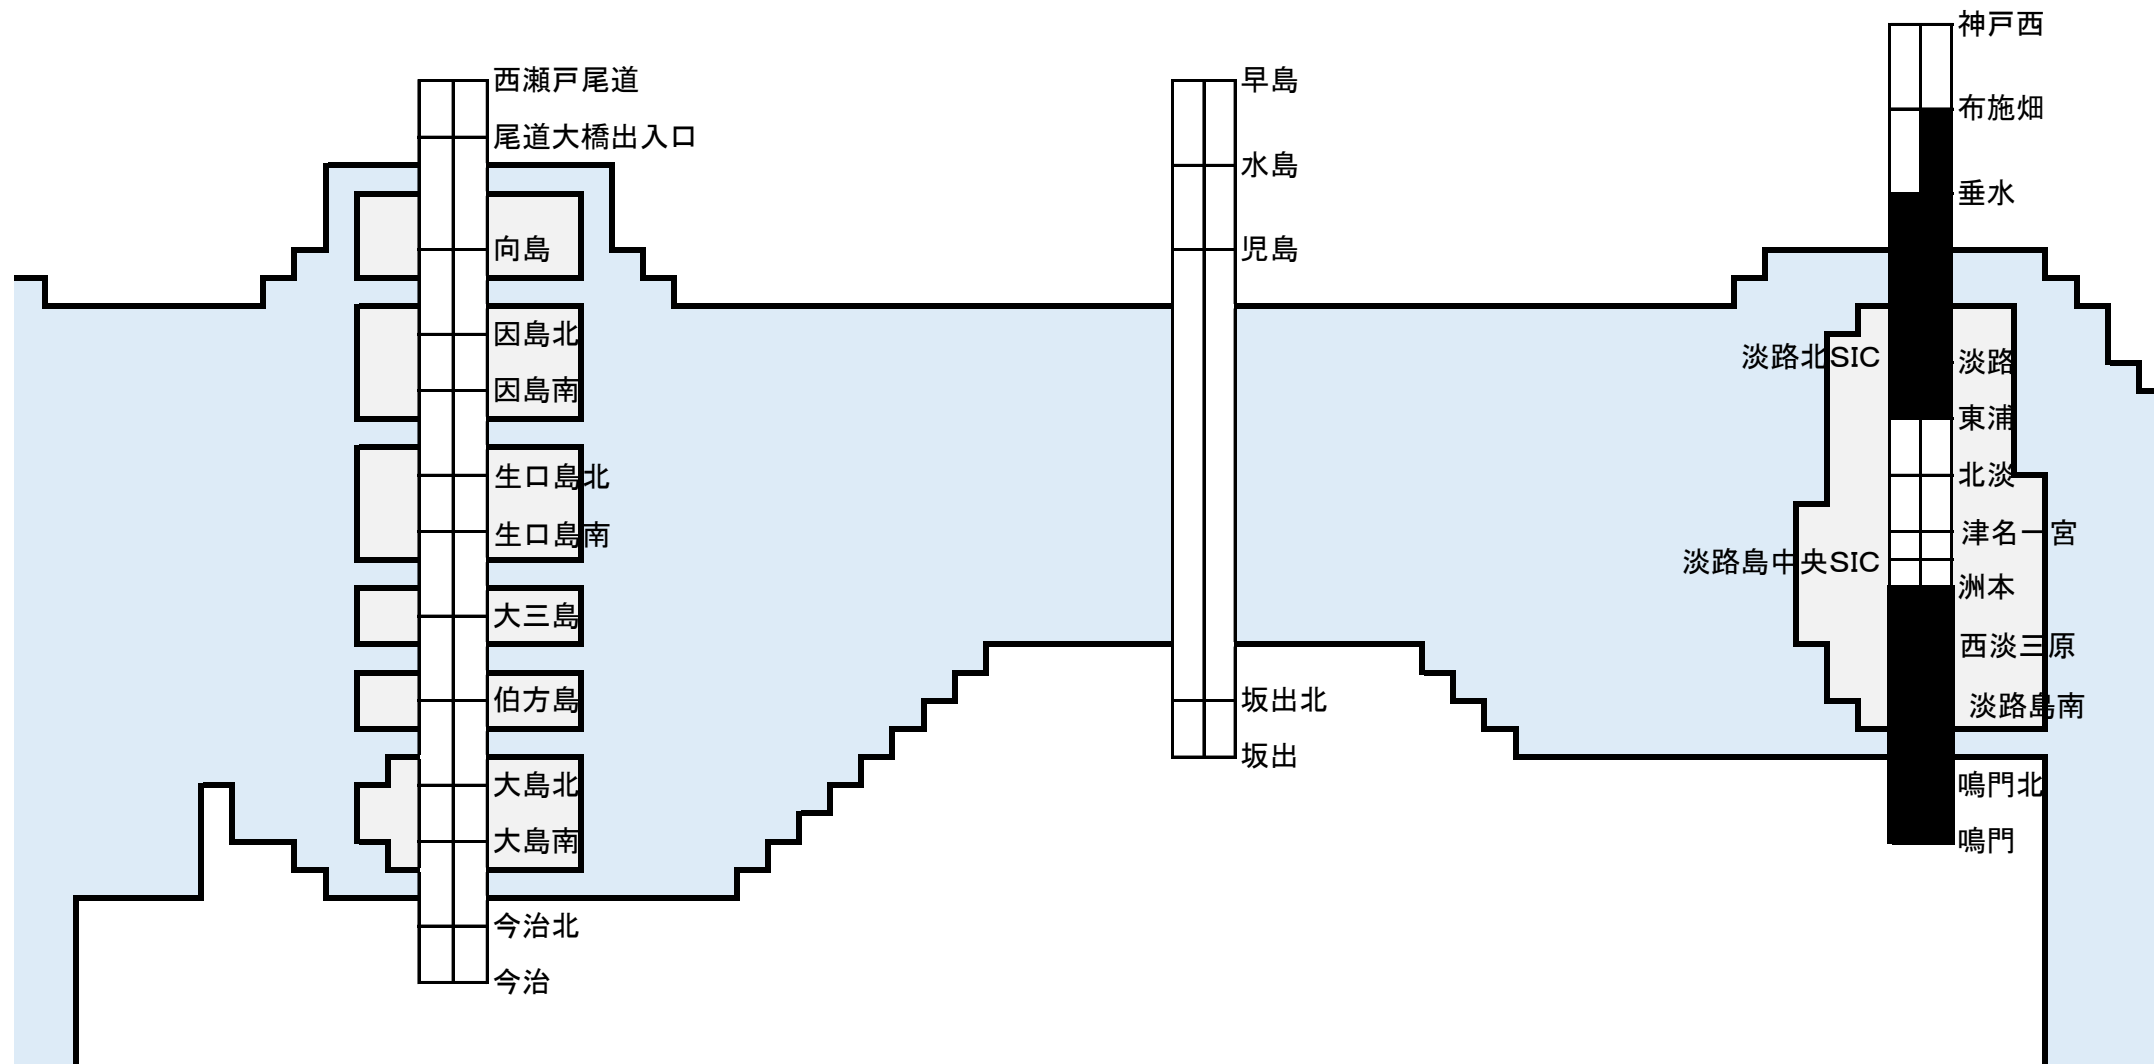 西瀬戸尾道
尾道大橋出入口
向島
因島北
因島南
生口島北
生口島南
大三島
伯方島
大島北
大島南
今治北
今治
早島
水島
児島
坂出北
坂出
神戸西
布施畑
垂水
淡路北SIC
淡路
東浦
北淡
津名一宮
淡路島中央SIC
洲本
西淡三原
淡路島南
鳴門北
鳴門